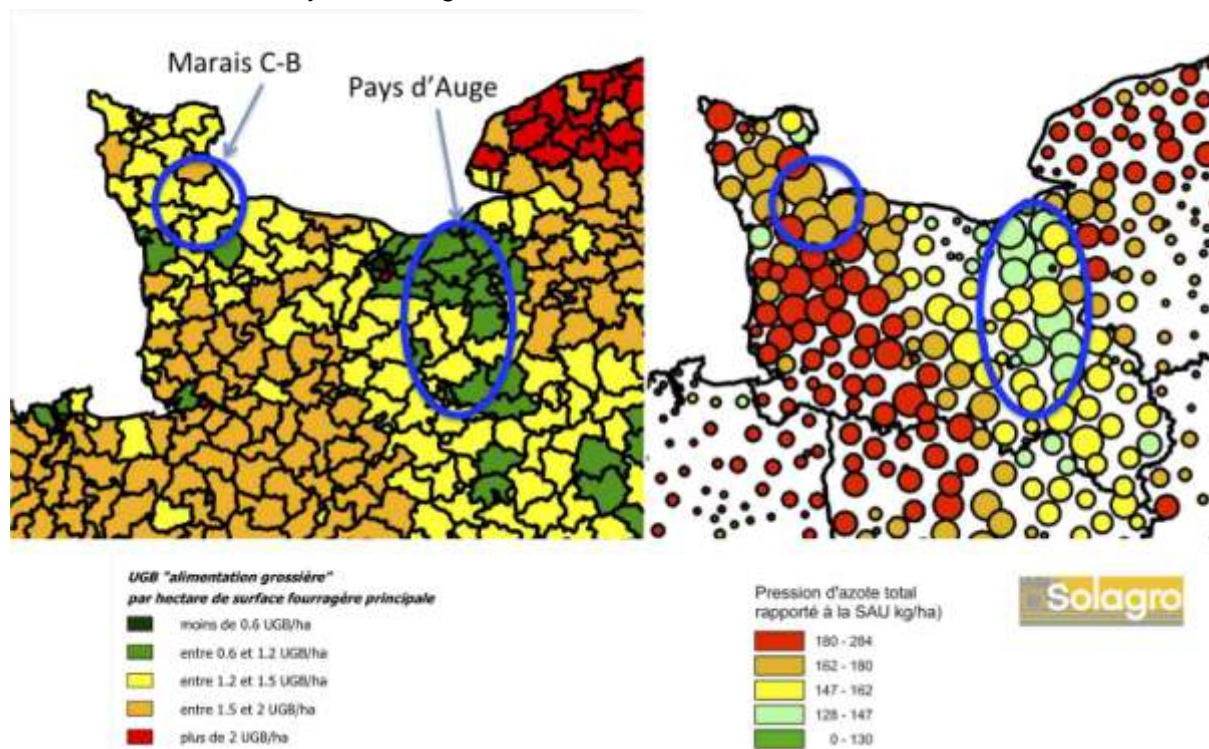 Marais C-B
Pays d'Auge
UGB "alimentation grossière"
par hectare de surface fourragère principale
moins de 0.6 UGB/ha
entre 0.6 et 1.2 UGB/ha
entre 1.2 et 1.5 UGB/ha
entre 1.5 et 2 UGB/ha
plus de 2 UGB/ha
Pression d'azote total
rapporté à la SAU kg/ha)
180 - 284
162 - 180
147 - 162
128 - 147
0 - 130
Solagro